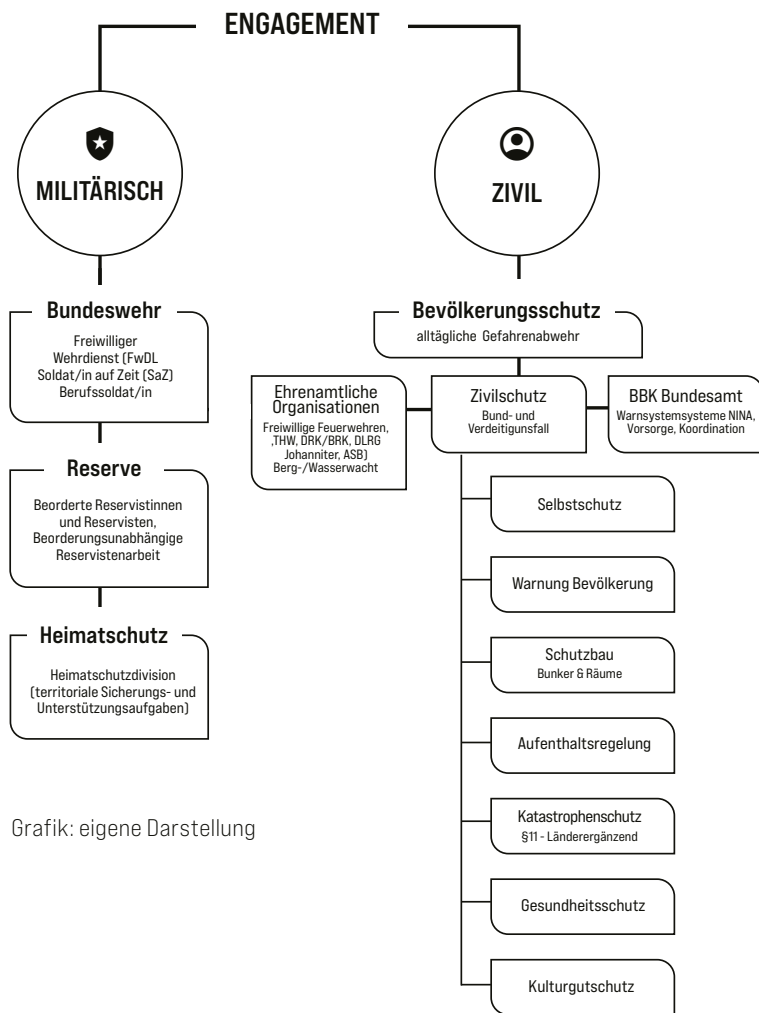 ENGAGEMENT
MILITÄRISCH
Bundeswehr
Freiwilliger
Wehrdienst (FwDL
Soldat/in auf Zeit (SaZ)
Berufssoldat/in
Reserve
Beorderte Reservistinnen
und Reservisten,
Beorderungsunabhängige
Reservistenarbeit
Heimatschutz
Heimatschutzdivision
(territoriale Sicherungs- und
Unterstützungsaufgaben)
ZIVIL
Bevölkerungsschutz
alltägliche Gefahrenabwehr
Ehrenamtliche
Organisationen
Freiwillige Feuerwehren,
,THW, DRK/BRK, DLRG
Johanniter, ASB)
Berg-/Wasserwacht
Zivilschutz
Bund- und
Verdeitigunsfall
BBK Bundesamt
Warnsystemsysteme NINA,
Vorsorge, Koordination
Selbstschutz
Warnung Bevölkerung
Schutzbau
Bunker & Räume
Aufenthaltsregelung
Katastrophenschutz
§11 - Länderergänzend
Gesundheitsschutz
Kulturgutschutz
Grafik: eigene Darstellung